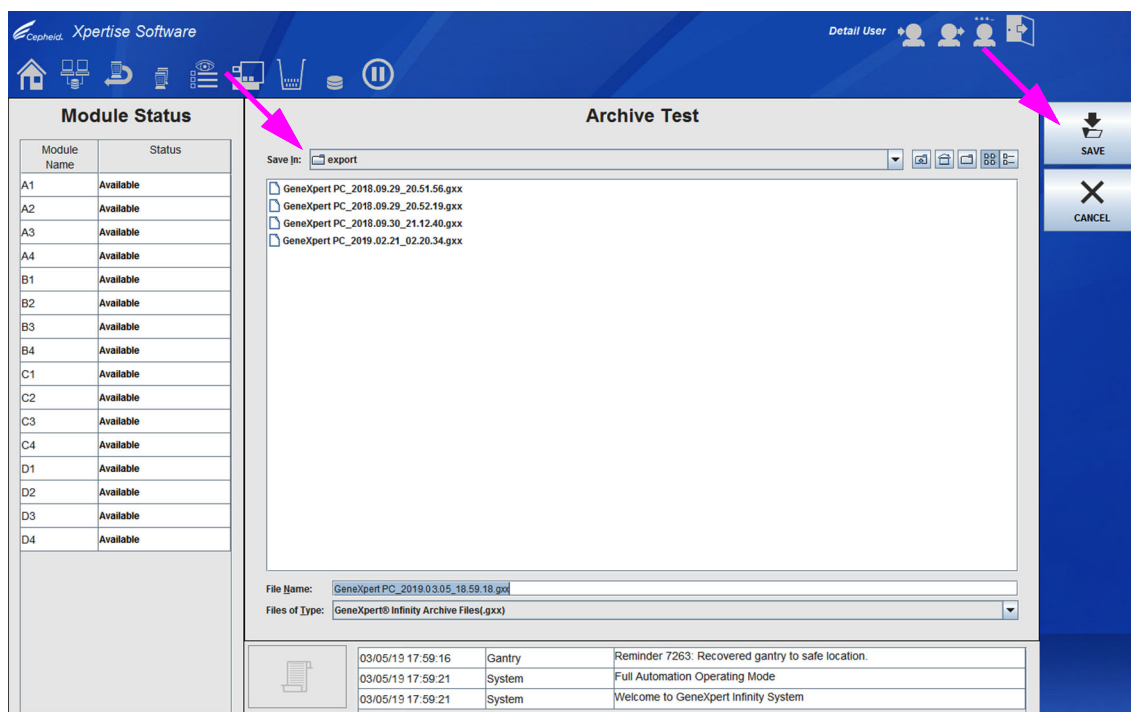 Cepheid. Xpertise Software
Detail User
Module Status
Module Name Status
A1 Available
A2 Available
A3 Available
A4 Available
B1 Available
B2 Available
B3 Available
B4 Available
C1 Available
C2 Available
C3 Available
C4 Available
D1 Available
D2 Available
D3 Available
D4 Available
Archive Test
Save In: export
GeneXpert PC_2018.09.29_20.51.56.gxx
GeneXpert PC_2018.09.29_20.52.19.gxx
GeneXpert PC_2018.09.30_21.12.40.gxx
GeneXpert PC_2019.02.21_02.20.34.gxx
File Name: GeneXpert PC_2019.03.05_18.59.18.gxx
Files of Type: GeneXpert® Infinity Archive Files(.gxx)
03/05/19 17:59:16 Gantry Reminder 7263: Recovered gantry to safe location.
03/05/19 17:59:21 System Full Automation Operating Mode
03/05/19 17:59:21 System Welcome to GeneXpert Infinity System
SAVE
CANCEL